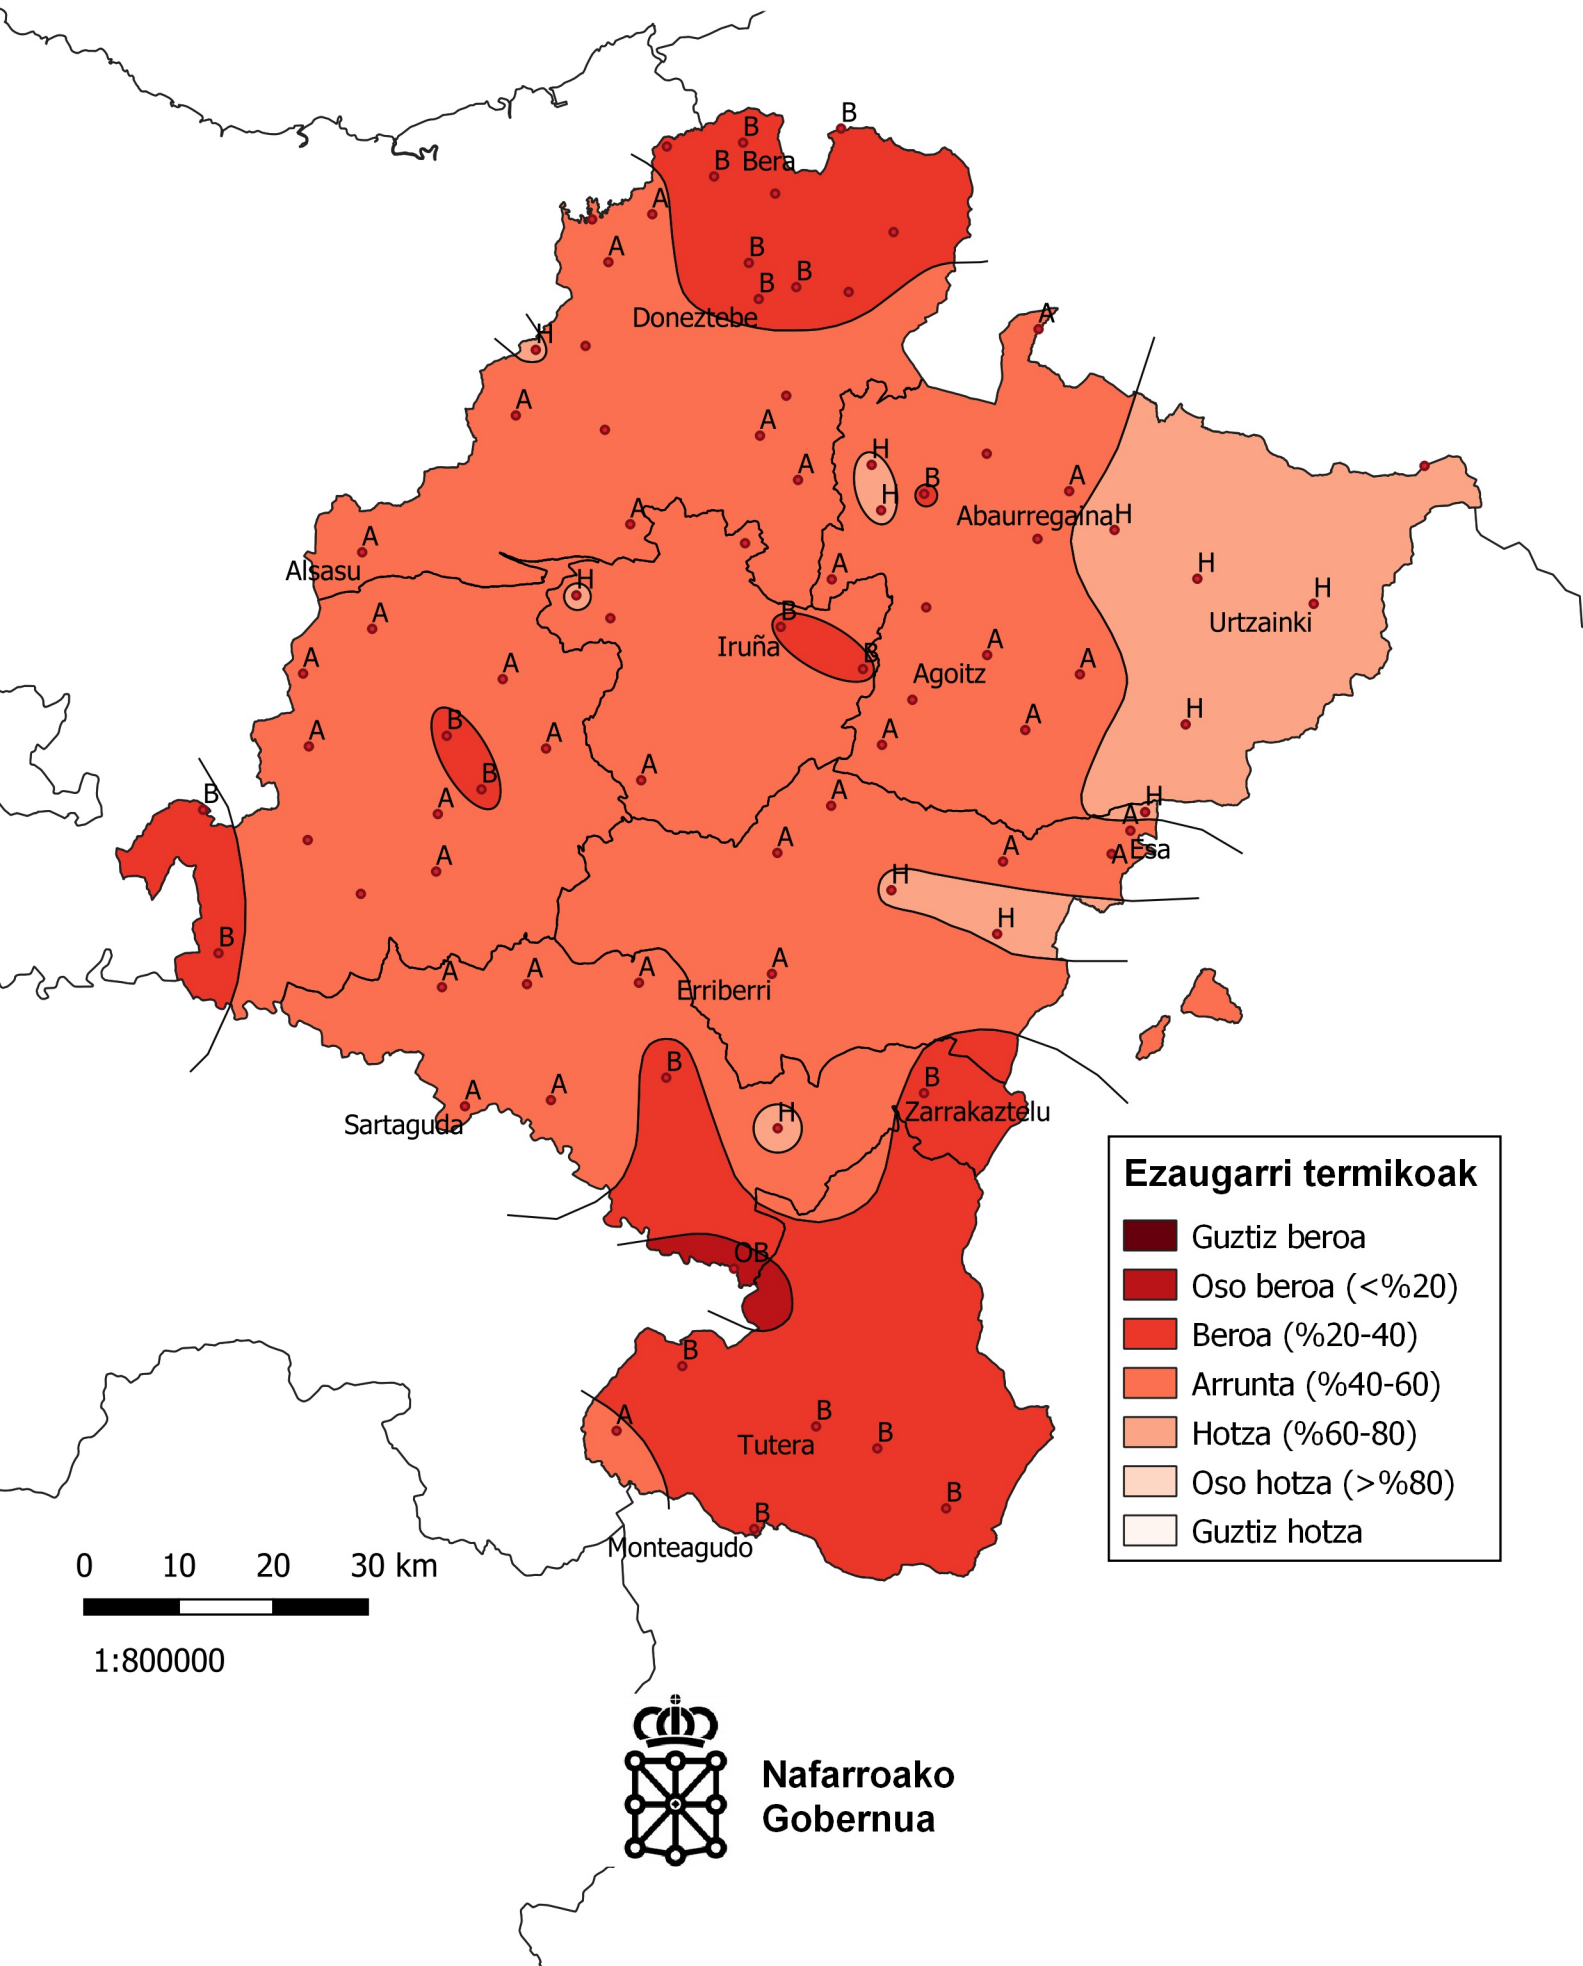 B
B
B Bera
A
A
B
B
B
Doneztebe
A
H
A
A
H
A
B
A
H
Abaurregaina H
A
A
Alsasu
A
H
H
H
A
B
Urtzainki
Iruña
A
B
A
A
A
Agoitz
H
A
B
A
A
A
A
B
H
B
A
A
A
Esa
A
A
A
A
H
H
B
A
A
A
A
Erriberri
B
B
A
A
H
Zarrakaztelu
Sartaguda
OB
B
A
B
B
Tutera
B
B
Monteagudo
Ezaugarri termikoak
Guztiz beroa
Oso beroa (<%20)
Beroa (%20-40)
Arrunta (%40-60)
Hotza (%60-80)
Oso hotza (>%80)
Guztiz hotza
0 10 20 30 km
1:800000
Nafarroako
Gobernua